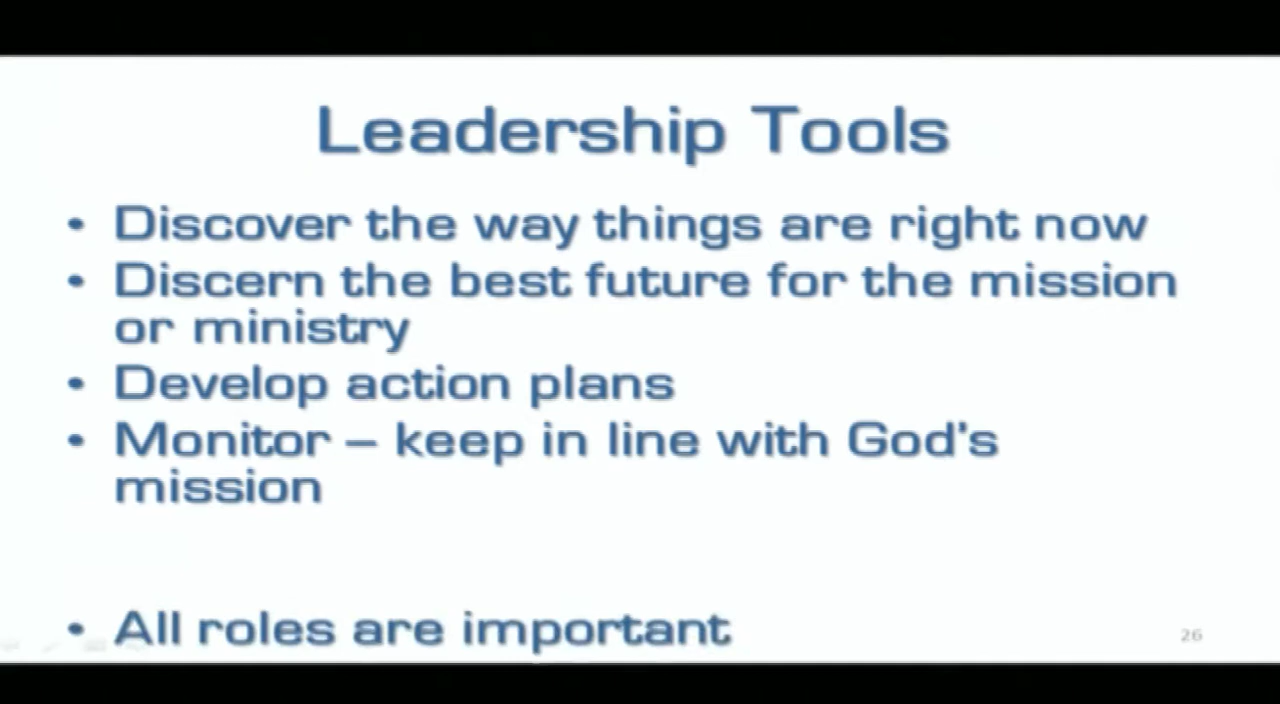 Leadership Tools
• Discover the way things are right now
• Discern the best future for the mission
or ministry
• Develop action plans
• Monitor – keep in line with God's
mission
• All roles are important
26